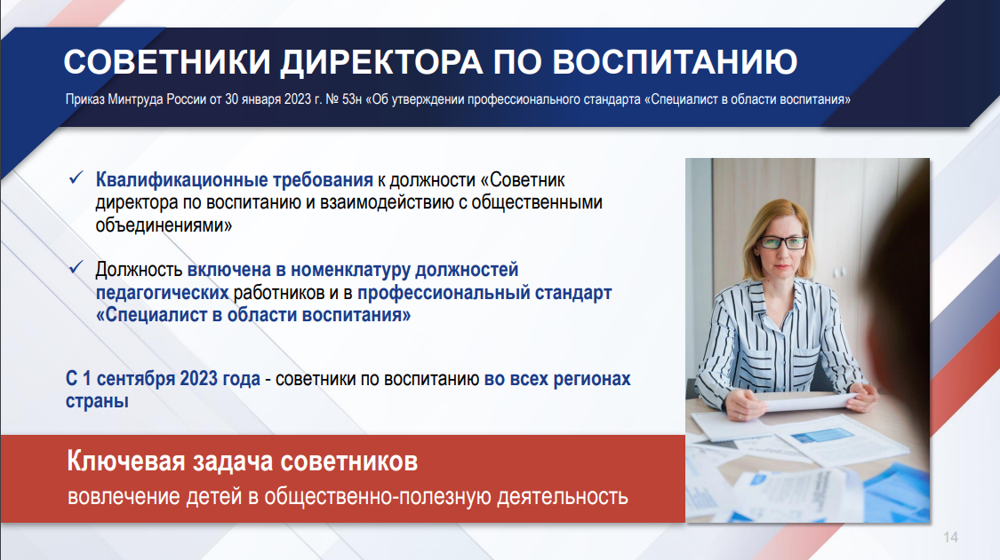 СОВЕТНИКИ ДИРЕКТОРА ПО ВОСПИТАНИЮ
Приказ Минтруда России от 30 января 2023 г. № 53н «Об утверждении профессионального стандарта «Специалист в области воспитания»
✓ Квалификационные требования к должности «Советник
директора по воспитанию и взаимодействию с общественными
объединениями»
✓ Должность включена в номенклатуру должностей
педагогических работников и в профессиональный стандарт
«Специалист в области воспитания»
С 1 сентября 2023 года - советники по воспитанию во всех регионах
страны
Ключевая задача советников
вовлечение детей в общественно-полезную деятельность
14